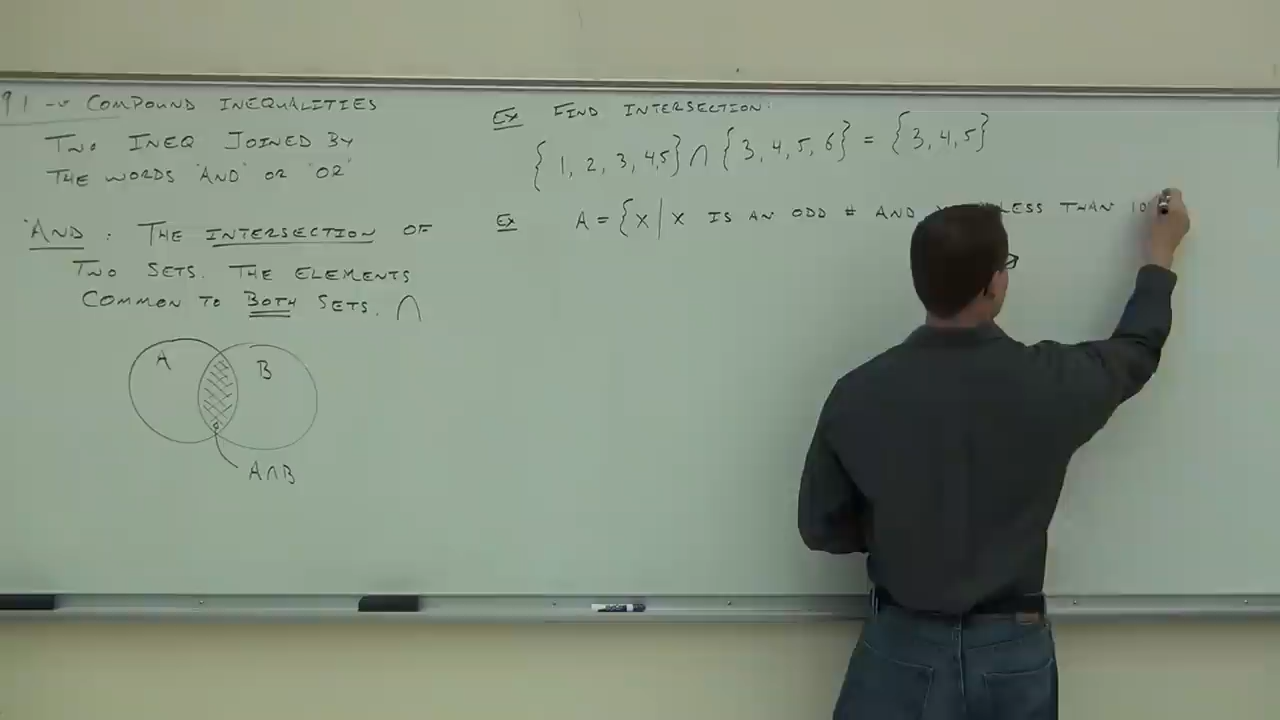 91 → COMPOUND INEQUALITIES
TWO INEQ JOINED BY
THE WORDS "AND" OR "OR"
"AND: THE INTERSECTION OF
TWO SETS. THE ELEMENTS
COMMON TO BOTH SETS. ∩
A
B
A∩B
EX FIND INTERSECTION:
{1, 2, 3, 4,5} ∩ {3, 4, 5, 6} = {3, 4, 5}
EX A = {X | X IS AN ODD # AND LESS THAN 10